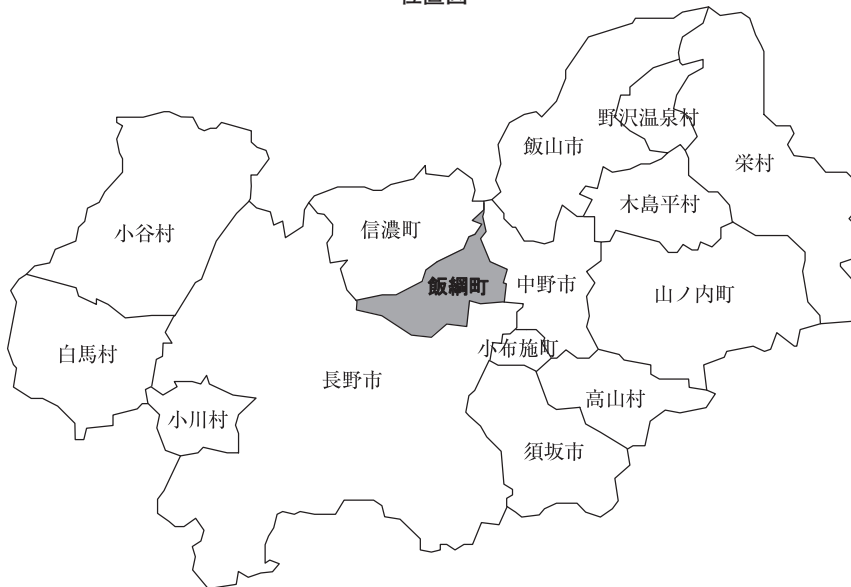 位置図
野沢温泉村
飯山市
栄村
木島平村
小谷村
信濃町
飯綱町
中野市
山ノ内町
白馬村
小布施町
長野市
高山村
小川村
須坂市